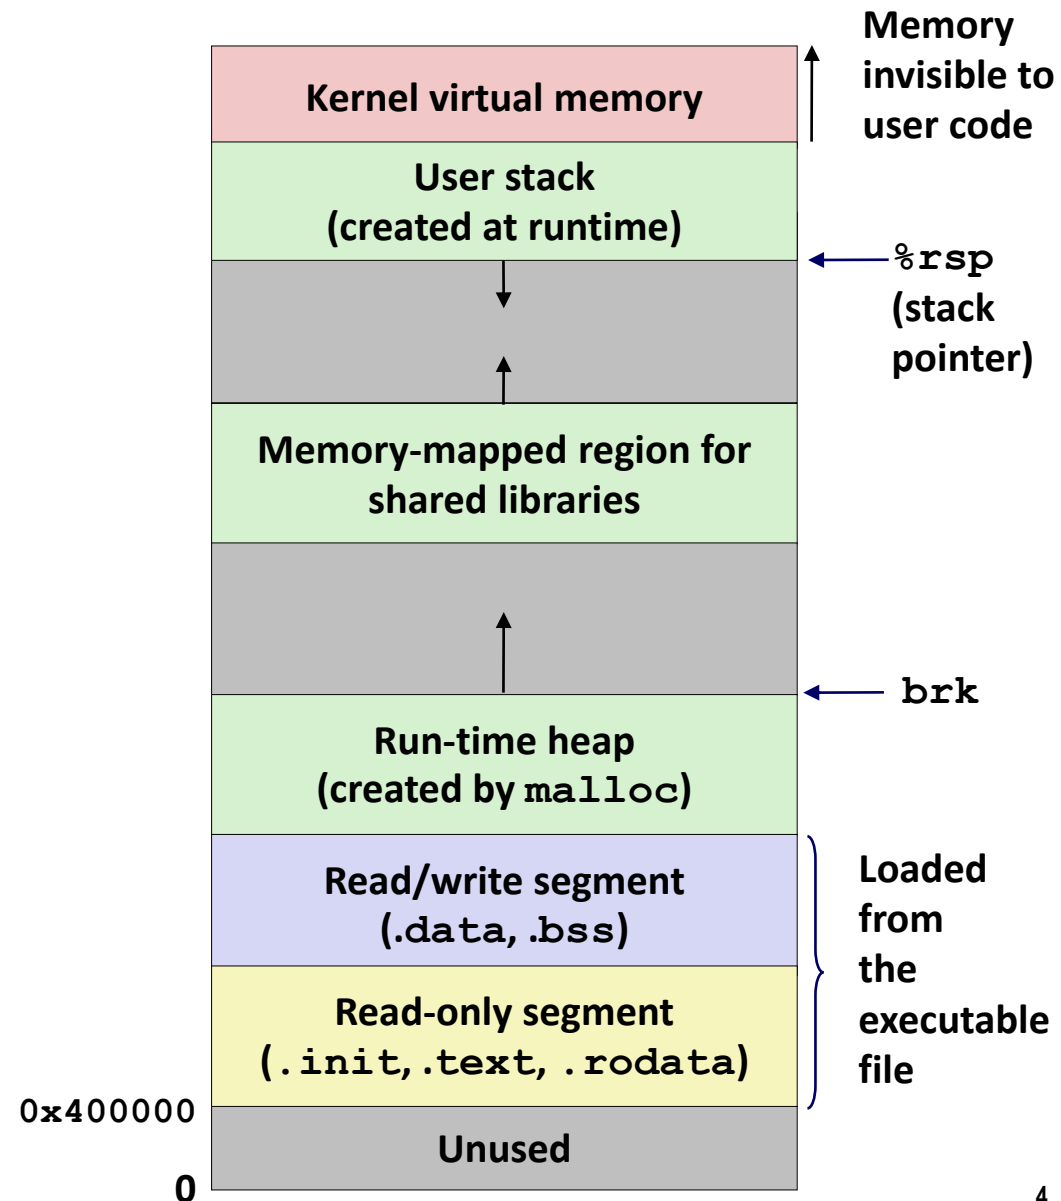 Memory
invisible to
user code
Kernel virtual memory
User stack
(created at runtime)
%rsp
(stack
pointer)
Memory-mapped region for
shared libraries
brk
Run-time heap
(created by malloc)
Read/write segment
(.data, .bss)
Loaded
from
the
executable
file
Read-only segment
(.init, .text, .rodata)
0x400000
Unused
0
4